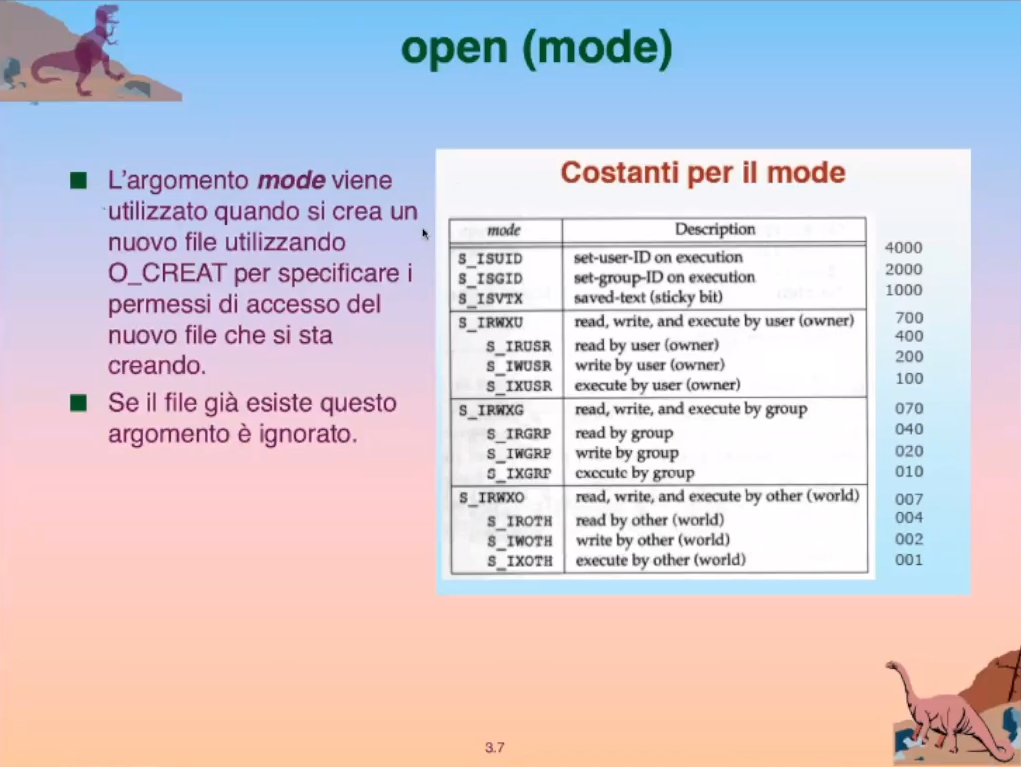 open (mode)
L'argomento mode viene
utilizzato quando si crea un
nuovo file utilizzando
O_CREAT per specificare i
permessi di accesso del
nuovo file che si sta
creando.
Se il file già esiste questo
argomento è ignorato.
Costanti per il mode
mode Description
S_ISUID set-user-ID on execution 4000
S_ISGID set-group-ID on execution 2000
S_ISVTX saved-text (sticky bit) 1000
S_IRWXU read, write, and execute by user (owner) 700
S_IRUSR read by user (owner) 400
S_IWUSR write by user (owner) 200
S_IXUSR execute by user (owner) 100
S_IRWXG read, write, and execute by group 070
S_IRGRP read by group 040
S_IWGRP write by group 020
S_IXGRP execute by group 010
S_IRWXO read, write, and execute by other (world) 007
S_IROTH read by other (world) 004
S_IWOTH write by other (world) 002
S_IXOTH execute by other (world) 001
3.7